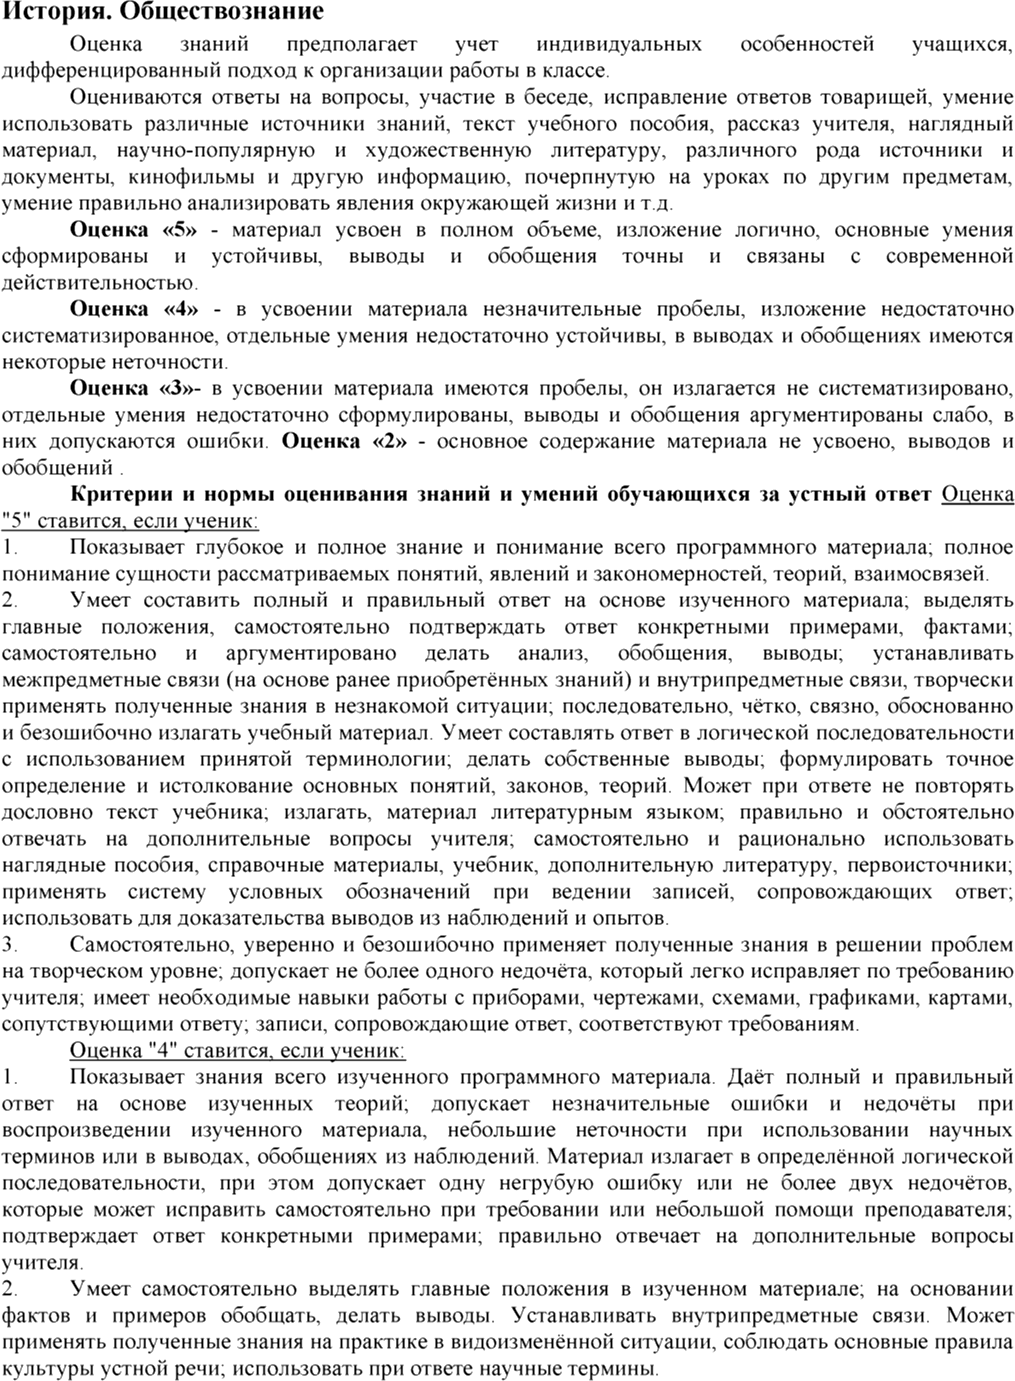 История. Обществознание
Оценка знаний предполагает учет индивидуальных особенностей учащихся,
дифференцированный подход к организации работы в классе.
Оцениваются ответы на вопросы, участие в беседе, исправление ответов товарищей, умение
использовать различные источники знаний, текст учебного пособия, рассказ учителя, наглядный
материал, научно-популярную и художественную литературу, различного рода источники и
документы, кинофильмы и другую информацию, почерпнутую на уроках по другим предметам,
умение правильно анализировать явления окружающей жизни и т.д.
Оценка «5» - материал усвоен в полном объеме, изложение логично, основные умения
сформированы и устойчивы, выводы и обобщения точны и связаны с современной
действительностью.
Оценка «4» - в усвоении материала незначительные пробелы, изложение недостаточно
систематизированное, отдельные умения недостаточно устойчивы, в выводах и обобщениях имеются
некоторые неточности.
Оценка «3»- в усвоении материала имеются пробелы, он излагается не систематизировано,
отдельные умения недостаточно сформулированы, выводы и обобщения аргументированы слабо, в
них допускаются ошибки. Оценка «2» - основное содержание материала не усвоено, выводов и
обобщений .
Критерии и нормы оценивания знаний и умений обучающихся за устный ответ Оценка
"5" ставится, если ученик:
1. Показывает глубокое и полное знание и понимание всего программного материала; полное
понимание сущности рассматриваемых понятий, явлений и закономерностей, теорий, взаимосвязей.
2. Умеет составить полный и правильный ответ на основе изученного материала; выделять
главные положения, самостоятельно подтверждать ответ конкретными примерами, фактами;
самостоятельно и аргументировано делать анализ, обобщения, выводы; устанавливать
межпредметные связи (на основе ранее приобретённых знаний) и внутрипредметные связи, творчески
применять полученные знания в незнакомой ситуации; последовательно, чётко, связно, обоснованно
и безошибочно излагать учебный материал. Умеет составлять ответ в логической последовательности
с использованием принятой терминологии; делать собственные выводы; формулировать точное
определение и истолкование основных понятий, законов, теорий. Может при ответе не повторять
дословно текст учебника; излагать, материал литературным языком; правильно и обстоятельно
отвечать на дополнительные вопросы учителя; самостоятельно и рационально использовать
наглядные пособия, справочные материалы, учебник, дополнительную литературу, первоисточники;
применять систему условных обозначений при ведении записей, сопровождающих ответ;
использовать для доказательства выводов из наблюдений и опытов.
3. Самостоятельно, уверенно и безошибочно применяет полученные знания в решении проблем
на творческом уровне; допускает не более одного недочёта, который легко исправляет по требованию
учителя; имеет необходимые навыки работы с приборами, чертежами, схемами, графиками, картами,
сопутствующими ответу; записи, сопровождающие ответ, соответствуют требованиям.
Оценка "4" ставится, если ученик:
1. Показывает знания всего изученного программного материала. Даёт полный и правильный
ответ на основе изученных теорий; допускает незначительные ошибки и недочёты при
воспроизведении изученного материала, небольшие неточности при использовании научных
терминов или в выводах, обобщениях из наблюдений. Материал излагает в определённой логической
последовательности, при этом допускает одну негрубую ошибку или не более двух недочётов,
которые может исправить самостоятельно при требовании или небольшой помощи преподавателя;
подтверждает ответ конкретными примерами; правильно отвечает на дополнительные вопросы
учителя.
2. Умеет самостоятельно выделять главные положения в изученном материале; на основании
фактов и примеров обобщать, делать выводы. Устанавливать внутрипредметные связи. Может
применять полученные знания на практике в видоизменённой ситуации, соблюдать основные правила
культуры устной речи; использовать при ответе научные термины.